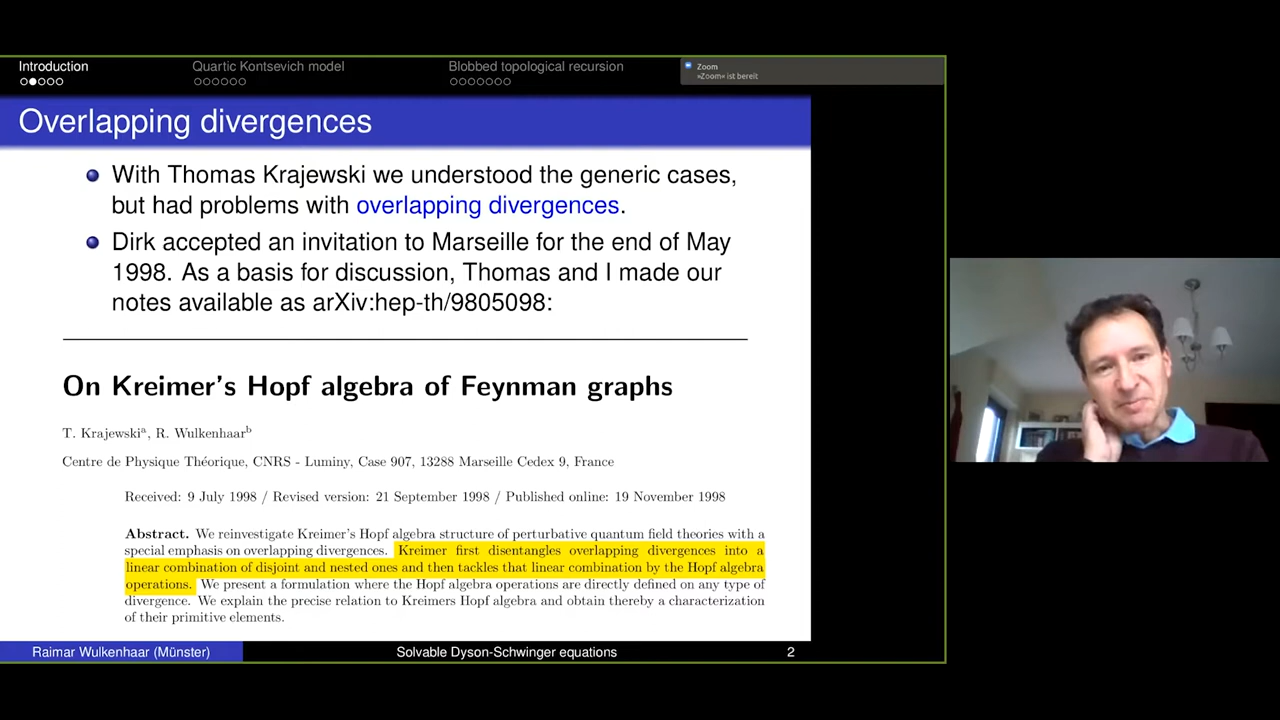 Introduction
Quartic Kontsevich model
Blobbed topological recursion
Zoom
»Zoom« ist bereit
Overlapping divergences
With Thomas Krajewski we understood the generic cases,
but had problems with overlapping divergences.
Dirk accepted an invitation to Marseille for the end of May
1998. As a basis for discussion, Thomas and I made our
notes available as arXiv:hep-th/9805098:
On Kreimer's Hopf algebra of Feynman graphs
T. Krajewskiᵃ, R. Wulkenhaarᵇ
Centre de Physique Théorique, CNRS - Luminy, Case 907, 13288 Marseille Cedex 9, France
Received: 9 July 1998 / Revised version: 21 September 1998 / Published online: 19 November 1998
Abstract. We reinvestigate Kreimer's Hopf algebra structure of perturbative quantum field theories with a
special emphasis on overlapping divergences. Kreimer first disentangles overlapping divergences into a
linear combination of disjoint and nested ones and then tackles that linear combination by the Hopf algebra
operations. We present a formulation where the Hopf algebra operations are directly defined on any type of
divergence. We explain the precise relation to Kreimers Hopf algebra and obtain thereby a characterization
of their primitive elements.
Raimar Wulkenhaar (Münster)
Solvable Dyson-Schwinger equations
2